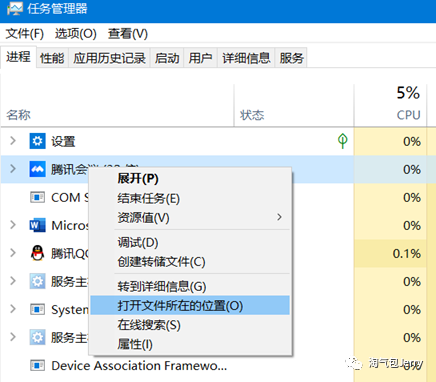 任务管理器
文件(F) 选项(O) 查看(V)
进程 性能 应用历史记录 启动 用户 详细信息 服务
5%
名称 状态 CPU
设置 0%
腾讯会议 0%
COM S 0%
Micros 0%
腾讯QQ 0.1%
服务主 0%
System 0%
服务主 0%
Device Association Framewo... 0%
展开(P)
结束任务(E)
资源值(V)
调试(D)
创建转储文件(C)
转到详细信息(G)
打开文件所在的位置(O)
在线搜索(S)
属性(I)
淘气包Jerry